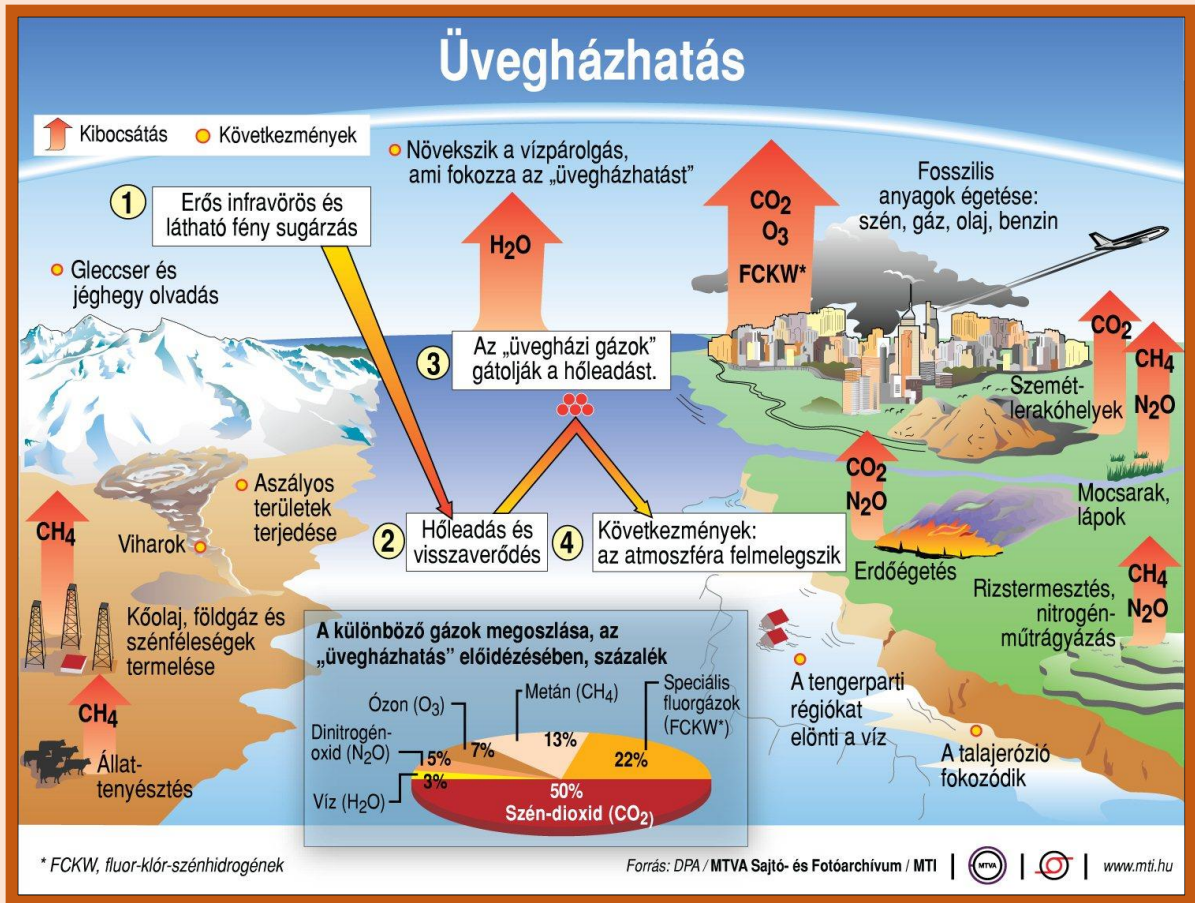 Üvegházhatás
Kibocsátás
Következmények
Növekszik a vízpárolgás,
ami fokozza az „üvegházhatást”
1
Erős infravörös és
látható fény sugárzás
H₂O
CO₂
O₃
FCKW*
Fosszilis
anyagok égetése:
szén, gáz, olaj, benzin
Gleccser és
jéghegy olvadás
3
Az „üvegházi gázok”
gátolják a hőleadást.
CO₂
CH₄
N₂O
Szemét-
lerakóhelyek
Aszályos
területek
terjedése
Viharok
CO₂
N₂O
Mocsarak,
lápok
CH₄
2
Hőleadás és
visszaverődés
4
Következmények:
az atmoszféra felmelegszik
Erdőégetés
Kőolaj, földgáz és
szénféleségek
termelése
Rizstermesztés,
nitrogén-
műtrágyázás
CH₄
N₂O
CH₄
Állat-
tenyésztés
A különböző gázok megoszlása, az
„üvegházhatás” előidézésében, százalék
Ózon (O₃)
Metán (CH₄)
Speciális
fluorgázok
(FCKW*)
Dinitrogén-
oxid (N₂O)
5%
7%
13%
22%
3%
Víz (H₂O)
50%
Szén-dioxid (CO₂)
A tengerparti
régiókat
elönti a víz
A talajerózió
fokozódik
* FCKW, fluor-klór-szénhidrogének
Forrás: DPA / MTVA Sajtó- és Fotóarchívum / MTI
MTVA
www.mti.hu